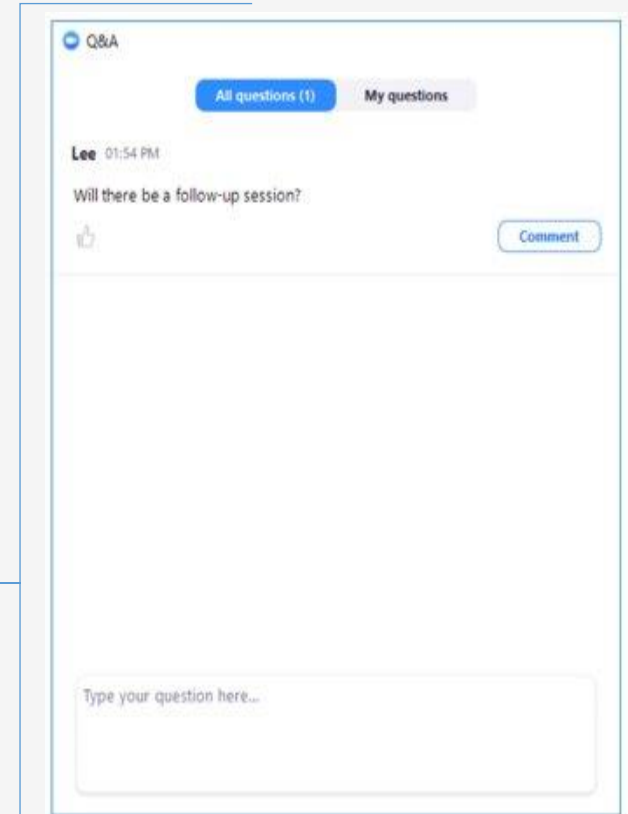 Q&A
All questions (1) My questions
Lee 01:54 PM
Will there be a follow-up session?
Comment
Type your question here...